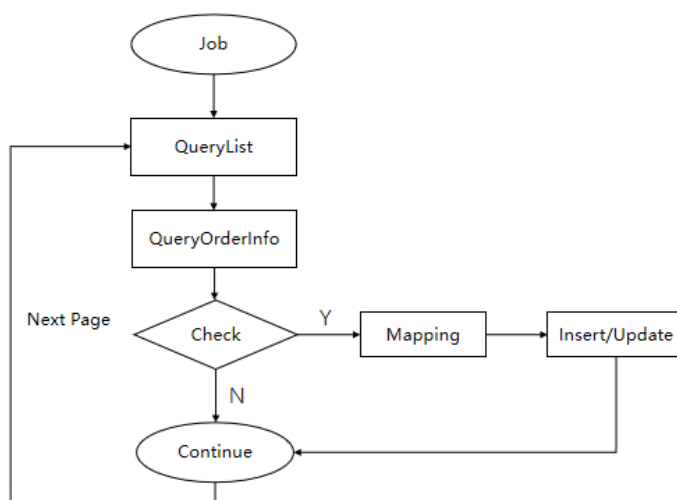 Job
QueryList
QueryOrderInfo
Next Page
Check
Y
Mapping
Insert/Update
N
Continue